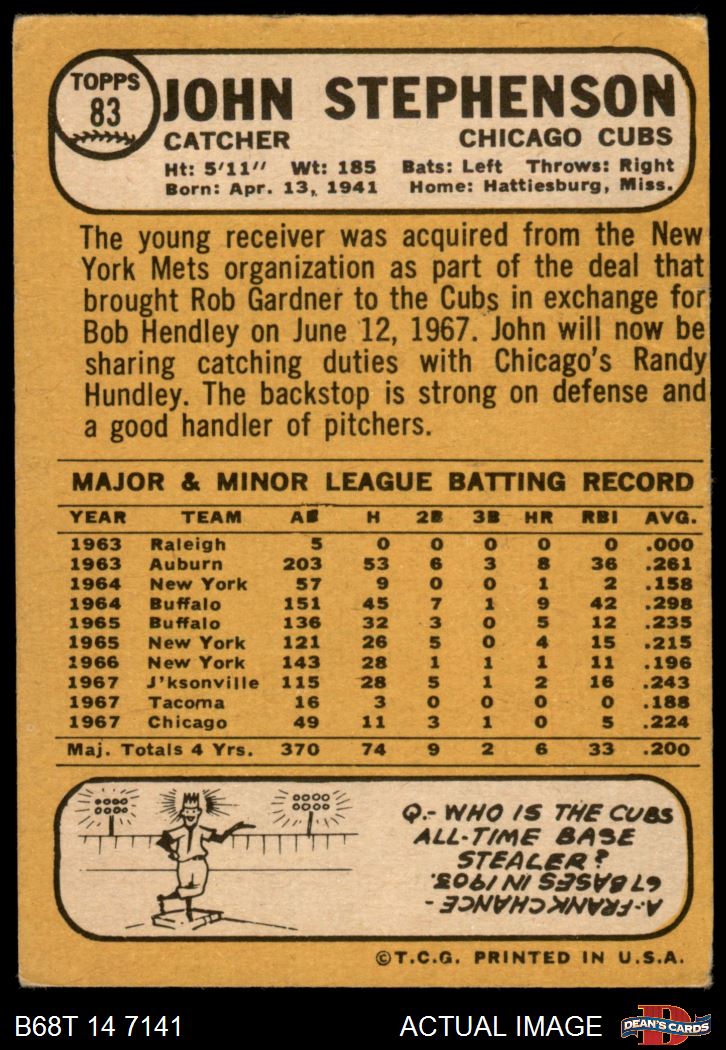 TOPPS
83
JOHN STEPHENSON
CATCHER CHICAGO CUBS
Ht: 5'11" Wt: 185 Bats: Left Throws: Right
Born: Apr. 13, 1941 Home: Hattiesburg, Miss.
The young receiver was acquired from the New
York Mets organization as part of the deal that
brought Rob Gardner to the Cubs in exchange for
Bob Hendley on June 12, 1967. John will now be
sharing catching duties with Chicago's Randy
Hundley. The backstop is strong on defense and
a good handler of pitchers.
MAJOR & MINOR LEAGUE BATTING RECORD
YEAR TEAM AB H 2B 3B HR RBI AVG.
1963 Raleigh 5 0 0 0 0 0 .000
1963 Auburn 203 53 6 3 8 36 .261
1964 New York 57 9 0 0 1 2 .158
1964 Buffalo 151 45 7 1 9 42 .298
1965 Buffalo 136 32 3 0 5 12 .235
1965 New York 121 26 5 0 4 15 .215
1966 New York 143 28 1 1 1 11 .196
1967 J'ksonville 115 28 5 1 2 16 .243
1967 Tacoma 16 3 0 0 0 0 .188
1967 Chicago 49 11 3 1 0 5 .224
Maj. Totals 4 Yrs. 370 74 9 2 6 33 .200
Q.- WHO IS THE CUBS
ALL-TIME BASE
STEALER?
A.-FRANK CHANCE -
67 BASES IN 1903.
©T.C.G. PRINTED IN U.S.A.
B68T 14 7141 ACTUAL IMAGE D DEAN'S CARDS